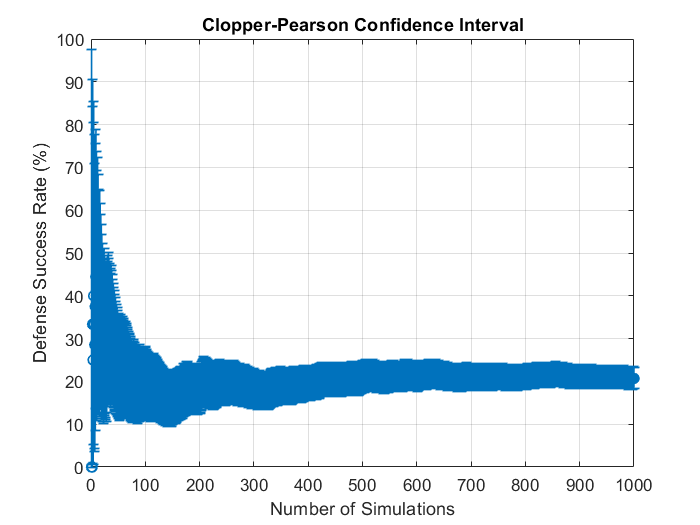 Clopper-Pearson Confidence Interval
100
90
80
70
60
50
40
30
20
10
0
Defense Success Rate (%)
0 100 200 300 400 500 600 700 800 900 1000
Number of Simulations